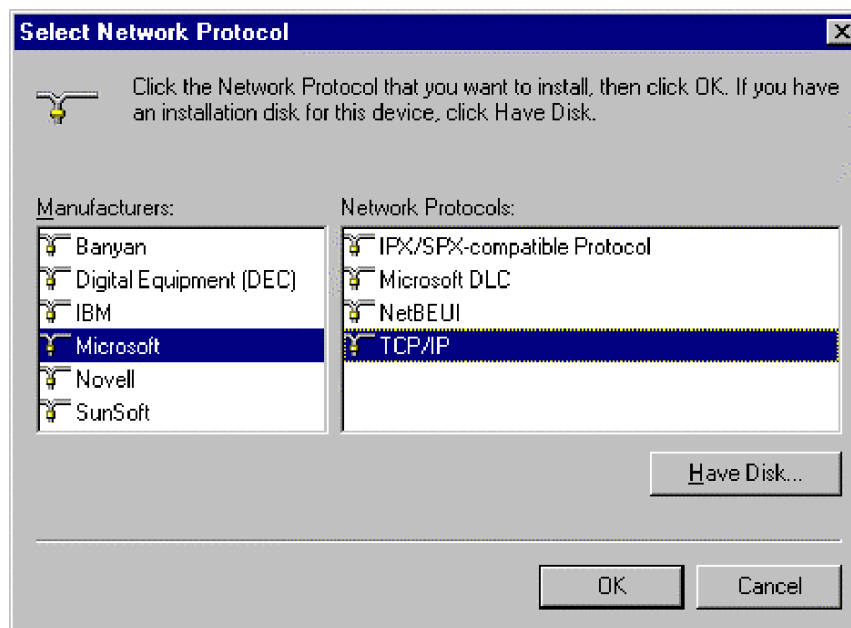 Select Network Protocol
Click the Network Protocol that you want to install, then click OK. If you have
an installation disk for this device, click Have Disk.
Manufacturers:
Banyan
Digital Equipment (DEC)
IBM
Microsoft
Novell
SunSoft
Network Protocols:
IPX/SPX-compatible Protocol
Microsoft DLC
NetBEUI
TCP/IP
Have Disk...
OK
Cancel